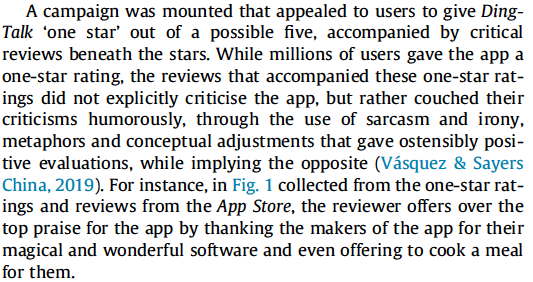 A campaign was mounted that appealed to users to give Ding-
Talk ‘one star’ out of a possible five, accompanied by critical
reviews beneath the stars. While millions of users gave the app a
one-star rating, the reviews that accompanied these one-star rat-
ings did not explicitly criticise the app, but rather couched their
criticisms humorously, through the use of sarcasm and irony,
metaphors and conceptual adjustments that gave ostensibly posi-
tive evaluations, while implying the opposite (Vásquez & Sayers
China, 2019). For instance, in Fig. 1 collected from the one-star rat-
ings and reviews from the App Store, the reviewer offers over the
top praise for the app by thanking the makers of the app for their
magical and wonderful software and even offering to cook a meal
for them.